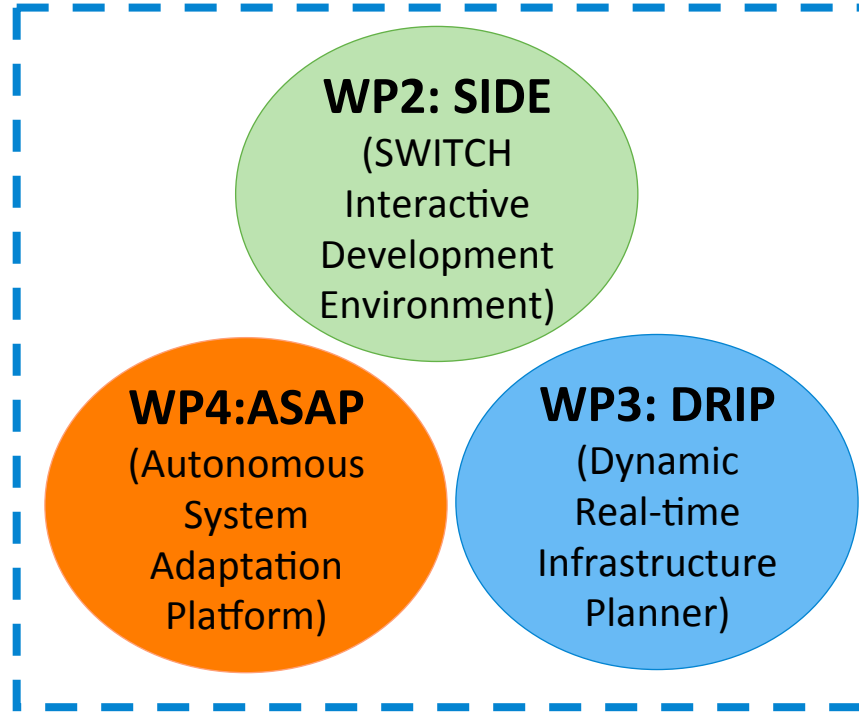 WP2: SIDE
(SWITCH
Interactive
Development
Environment)
WP4:ASAP
(Autonomous
System
Adaptation
Platform)
WP3: DRIP
(Dynamic
Real-time
Infrastructure
Planner)